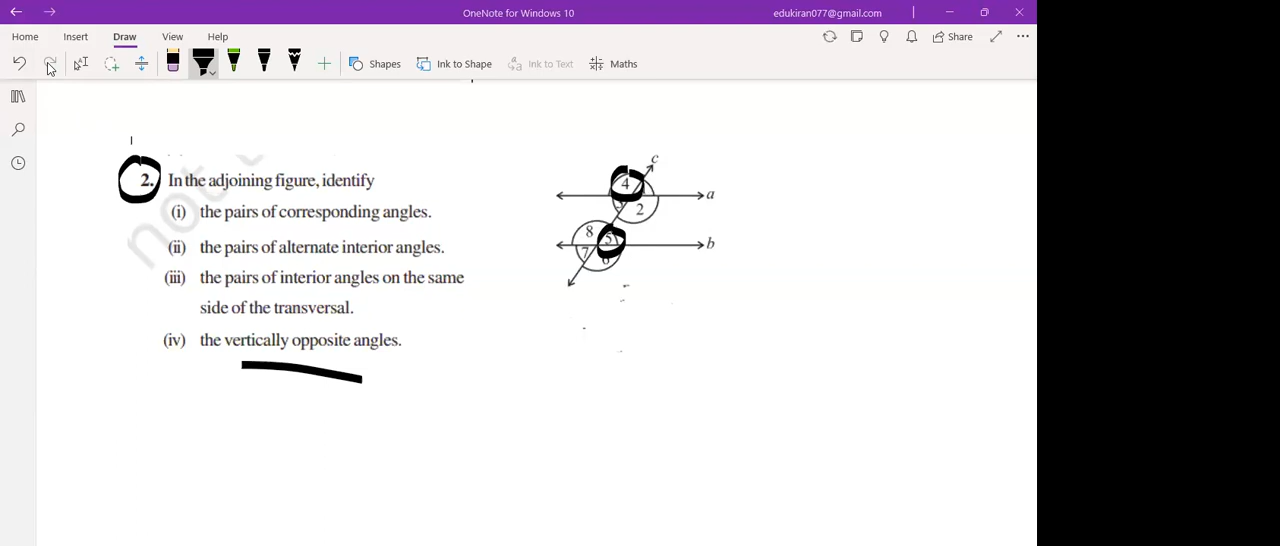 OneNote for Windows 10
edukiran077@gmail.com
Home Insert Draw View Help
Share
Shapes Ink to Shape Ink to Text Maths
not
2. In the adjoining figure, identify
(i) the pairs of corresponding angles.
(ii) the pairs of alternate interior angles.
(iii) the pairs of interior angles on the same
side of the transversal.
(iv) the vertically opposite angles.
c
4
a
3 2
8 5
b
7 6